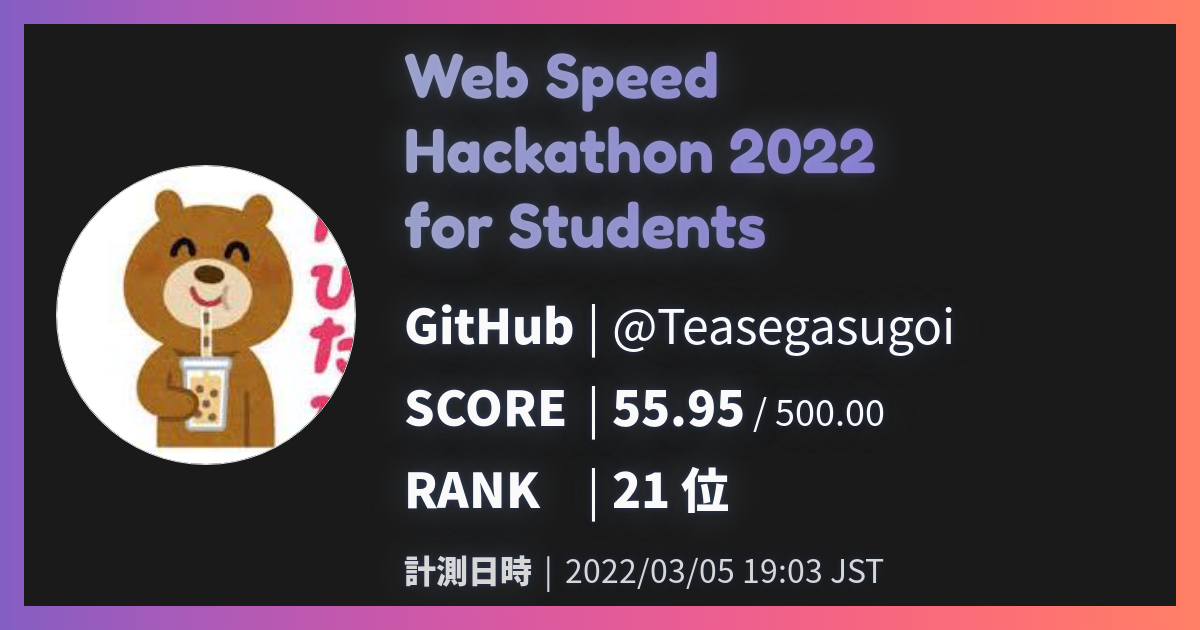 Web Speed
Hackathon 2022
for Students
GitHub | @Teasegasugoi
SCORE | 55.95 / 500.00
RANK | 21 位
計測日時 | 2022/03/05 19:03 JST